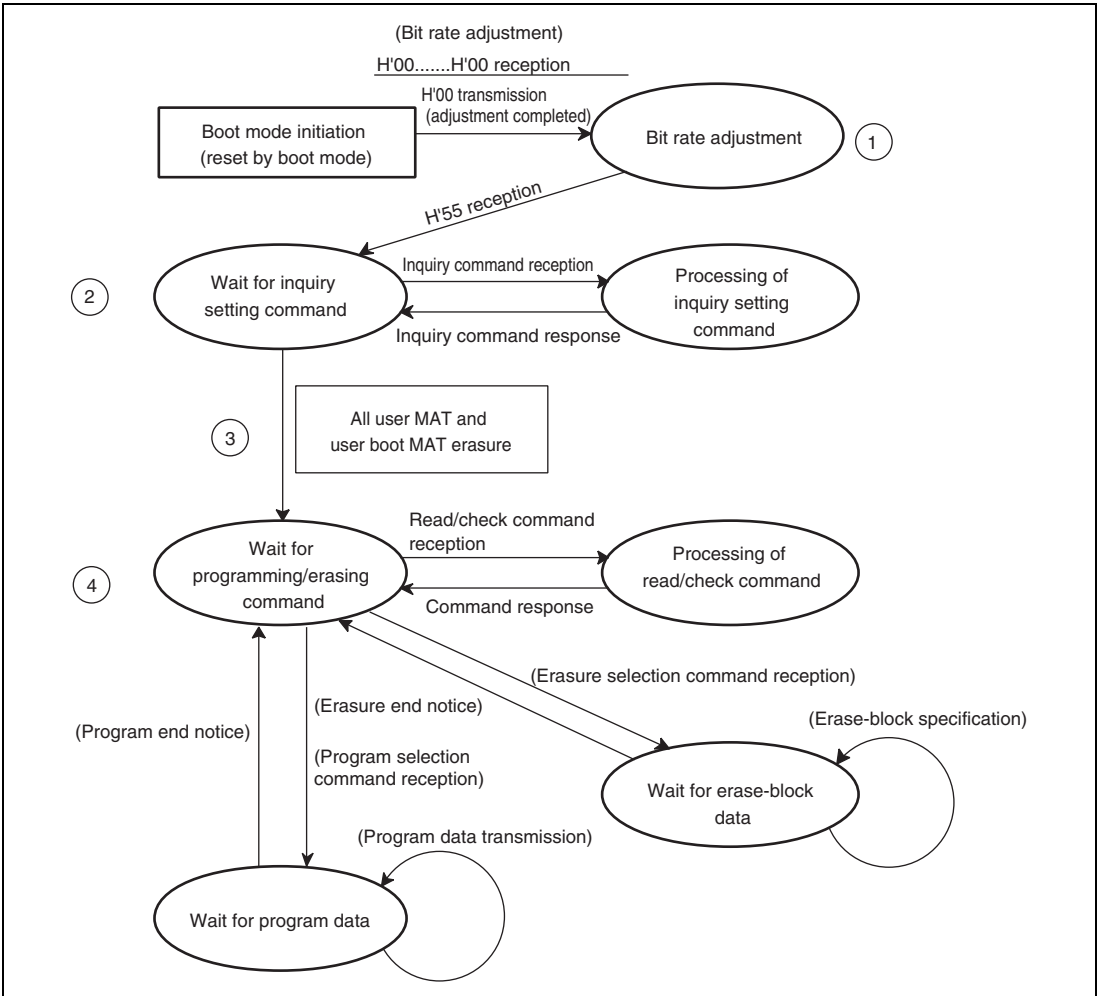 (Bit rate adjustment)
H'00.......H'00 reception
H'00 transmission
(adjustment completed)
Boot mode initiation
(reset by boot mode)
Bit rate adjustment
1
H'55 reception
2
Wait for inquiry
setting command
Inquiry command reception
Inquiry command response
Processing of
inquiry setting
command
3
All user MAT and
user boot MAT erasure
4
Wait for
programming/erasing
command
Read/check command
reception
Command response
Processing of
read/check command
(Erasure selection command reception)
(Program end notice)
(Erasure end notice)
(Program selection
command reception)
(Erase-block specification)
Wait for erase-block
data
(Program data transmission)
Wait for program data